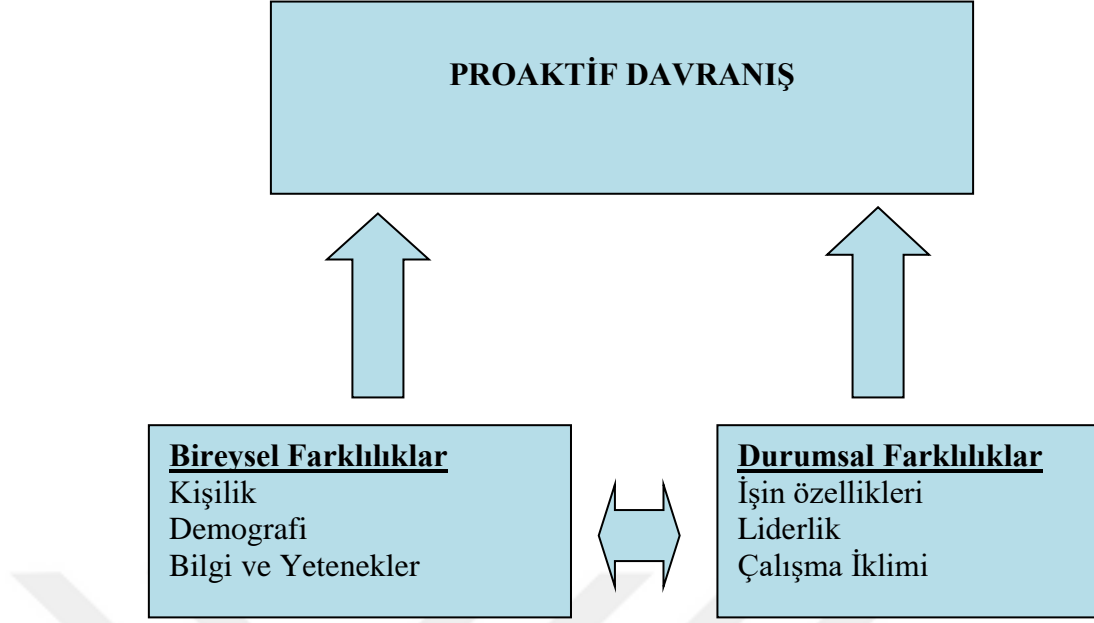 PROAKTİF DAVRANIŞ
Bireysel Farklılıklar
Kişilik
Demografi
Bilgi ve Yetenekler
Durumsal Farklılıklar
İşin özellikleri
Liderlik
Çalışma İklimi